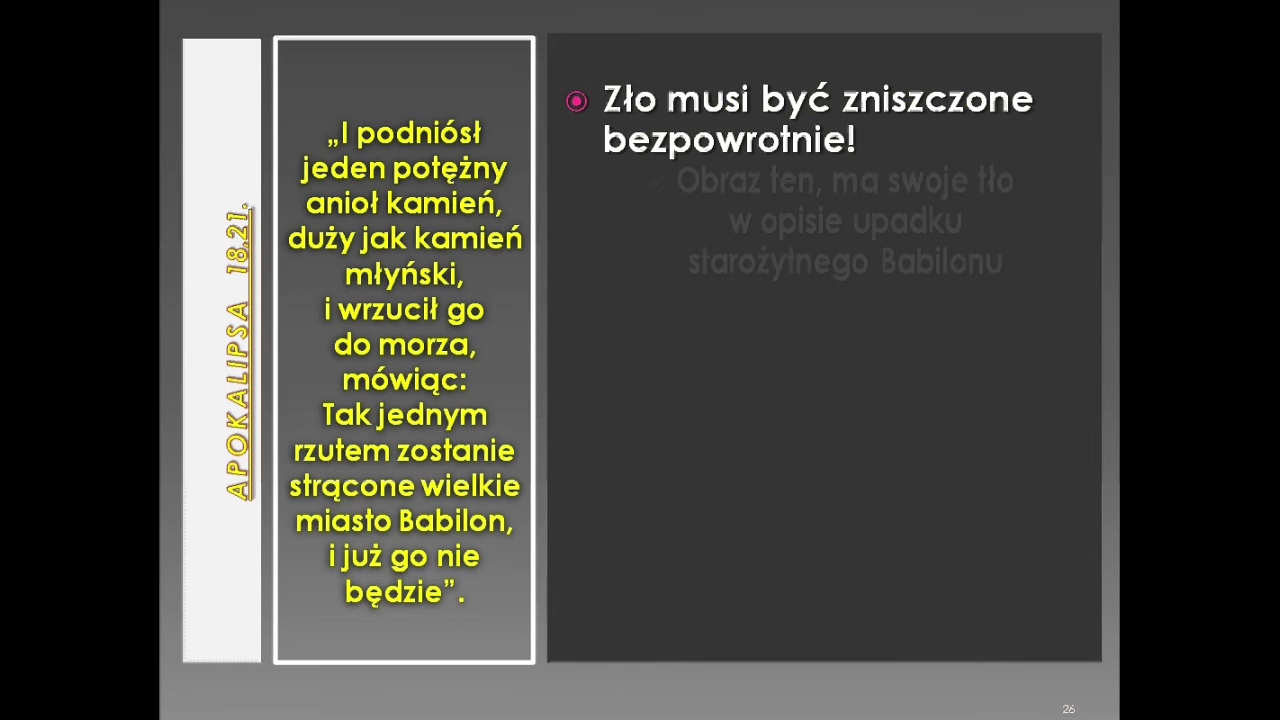 APOKALIPSA 18,21.
„I podniósł
jeden potężny
anioł kamień,
duży jak kamień
młyński,
i wrzucił go
do morza,
mówiąc:
Tak jednym
rzutem zostanie
strącone wielkie
miasto Babilon,
i już go nie
będzie”.
Zło musi być zniszczone
bezpowrotnie!
Obraz ten, ma swoje tło
w opisie upadku
starożytnego Babilonu
26